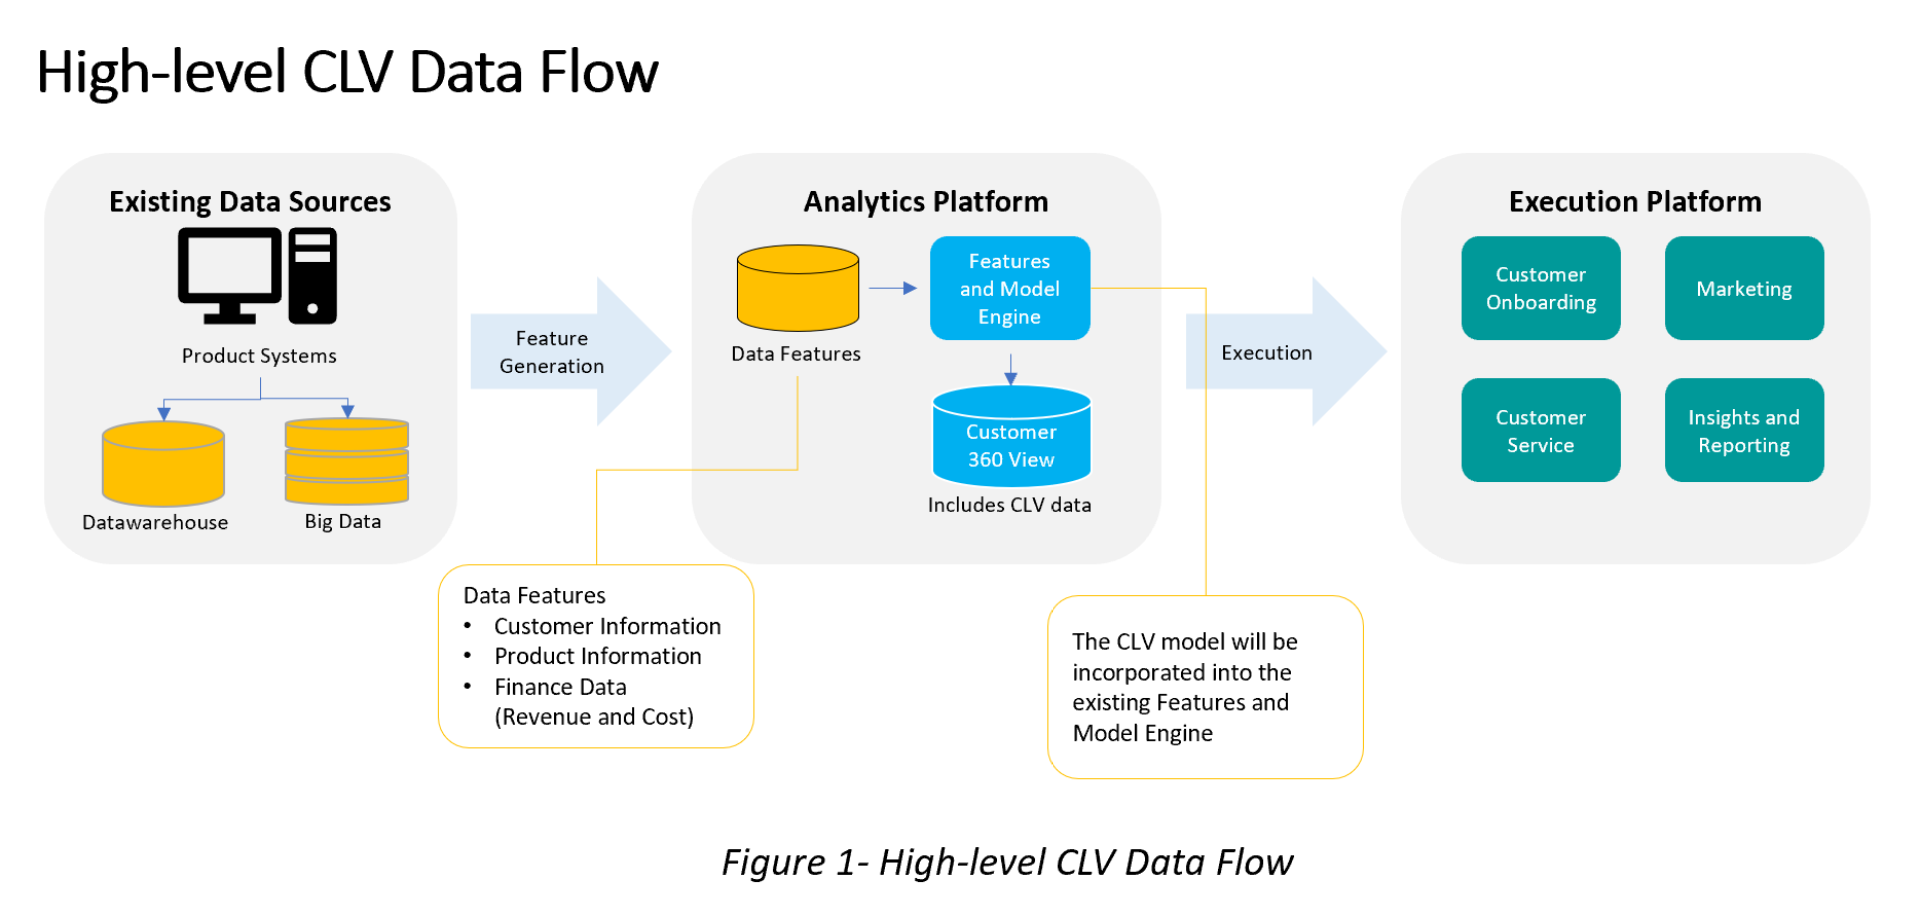 High-level CLV Data Flow
Existing Data Sources
Product Systems
Datawarehouse
Big Data
Feature
Generation
Analytics Platform
Data Features
Features
and Model
Engine
Customer
360 View
Includes CLV data
Execution
Execution Platform
Customer
Onboarding
Marketing
Customer
Service
Insights and
Reporting
Data Features
• Customer Information
• Product Information
• Finance Data
(Revenue and Cost)
The CLV model will be
incorporated into the
existing Features and
Model Engine
Figure 1- High-level CLV Data Flow